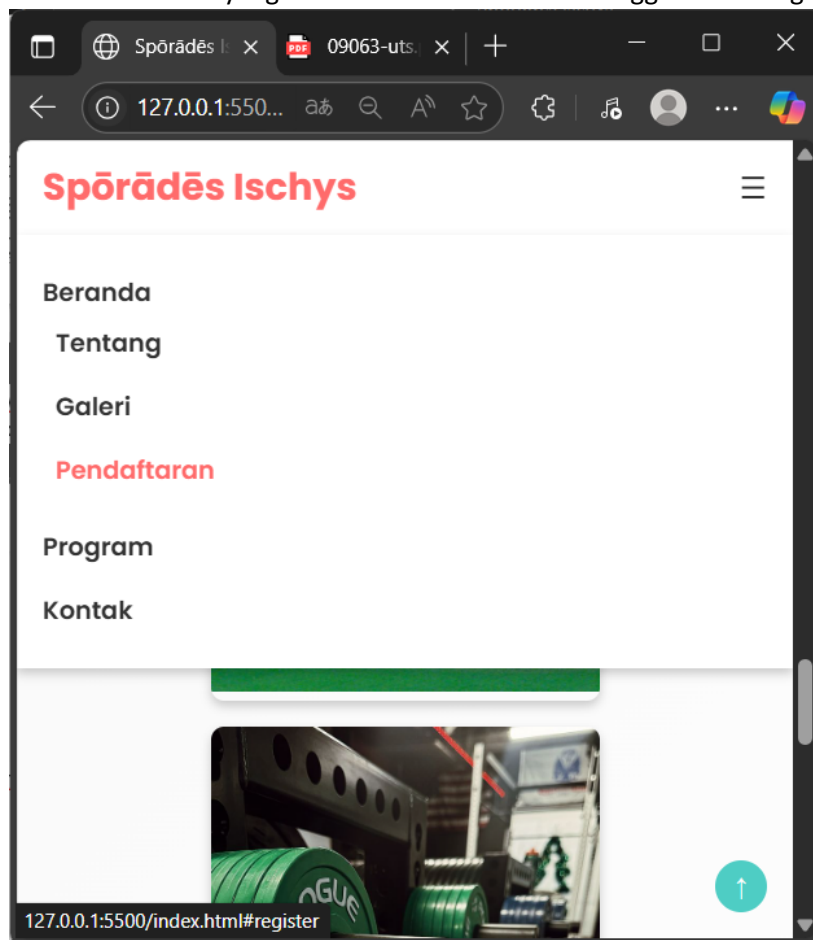 Spōrādēs I
09063-uts.
127.0.0.1:550...
Spōrādēs Ischys
Beranda
Tentang
Galeri
Pendaftaran
Program
Kontak
OGUE
127.0.0.1:5500/index.html#register